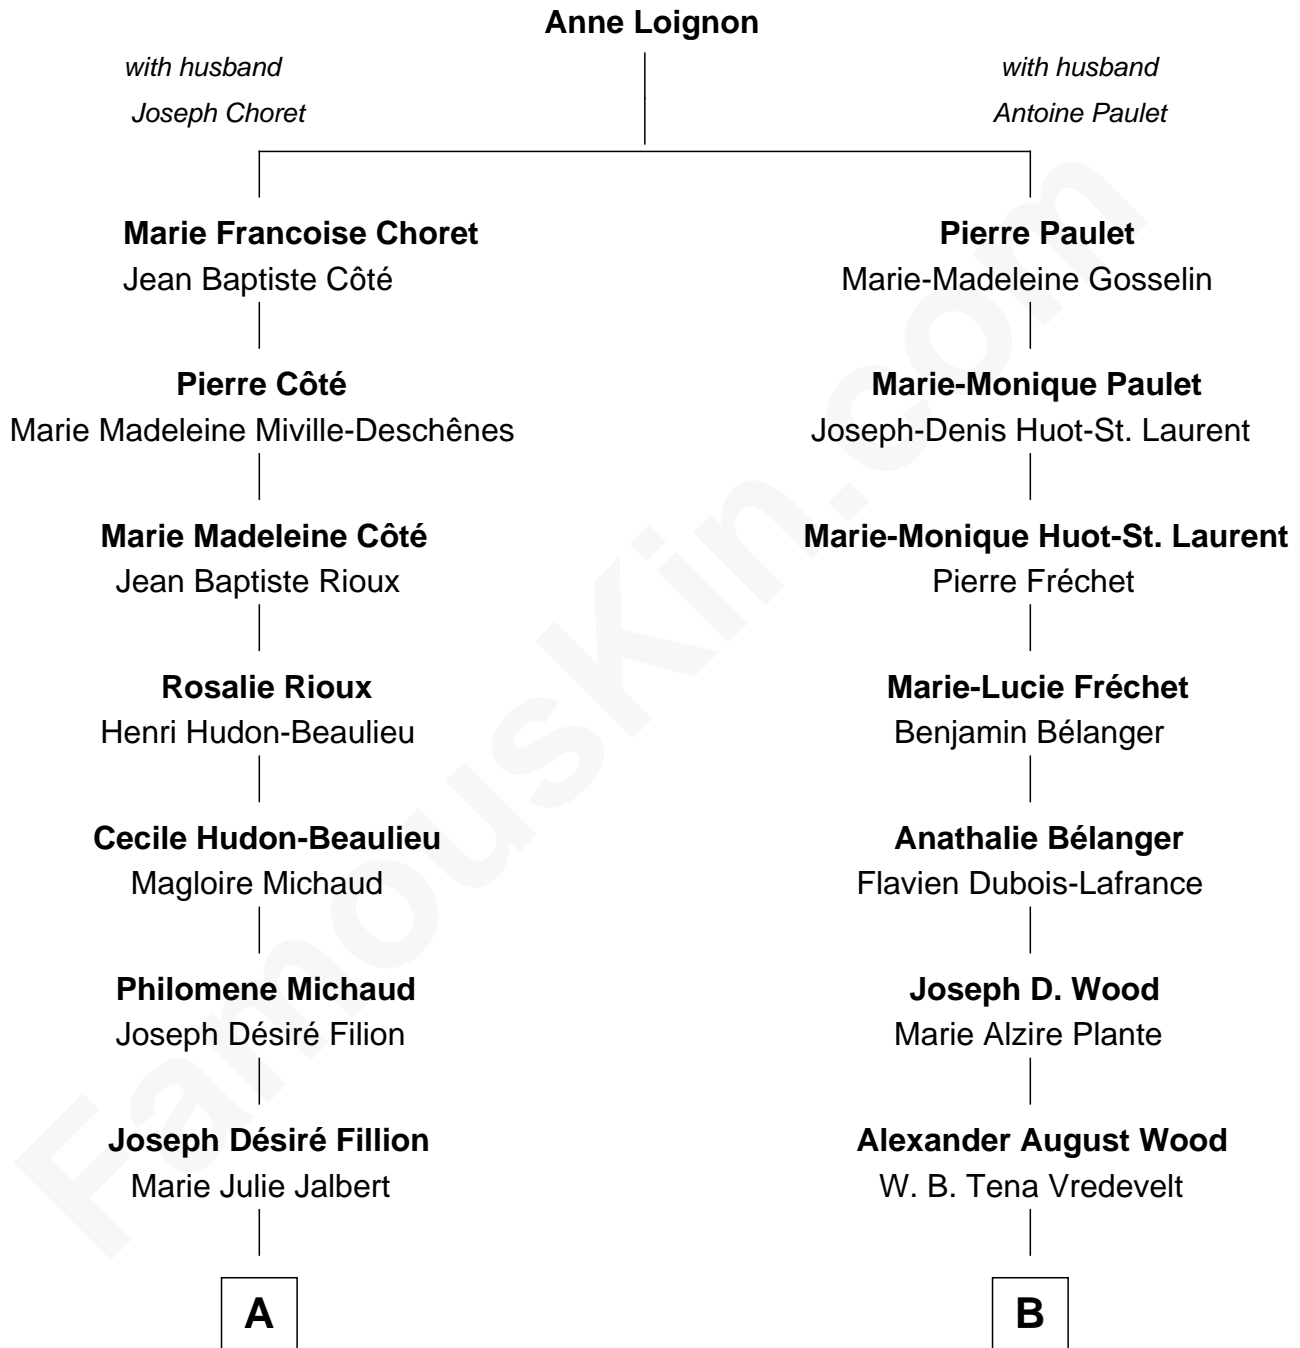 Anne Loignon
with husband
Joseph Choret
with husband
Antoine Paulet
Marie Francoise Choret
Jean Baptiste Côté
Pierre Paulet
Marie-Madeleine Gosselin
Pierre Côté
Marie Madeleine Miville-Deschênes
Marie-Monique Paulet
Joseph-Denis Huot-St. Laurent
Marie Madeleine Côté
Jean Baptiste Rioux
Marie-Monique Huot-St. Laurent
Pierre Fréchet
Rosalie Rioux
Henri Hudon-Beaulieu
Marie-Lucie Fréchet
Benjamin Bélanger
Cecile Hudon-Beaulieu
Magloire Michaud
Anathalie Bélanger
Flavien Dubois-Lafrance
Philomene Michaud
Joseph Désiré Filion
Joseph D. Wood
Marie Alzire Plante
Joseph Désiré Fillion
Marie Julie Jalbert
Alexander August Wood
W. B. Tena Vredevelt
A
B
FamousKin.com